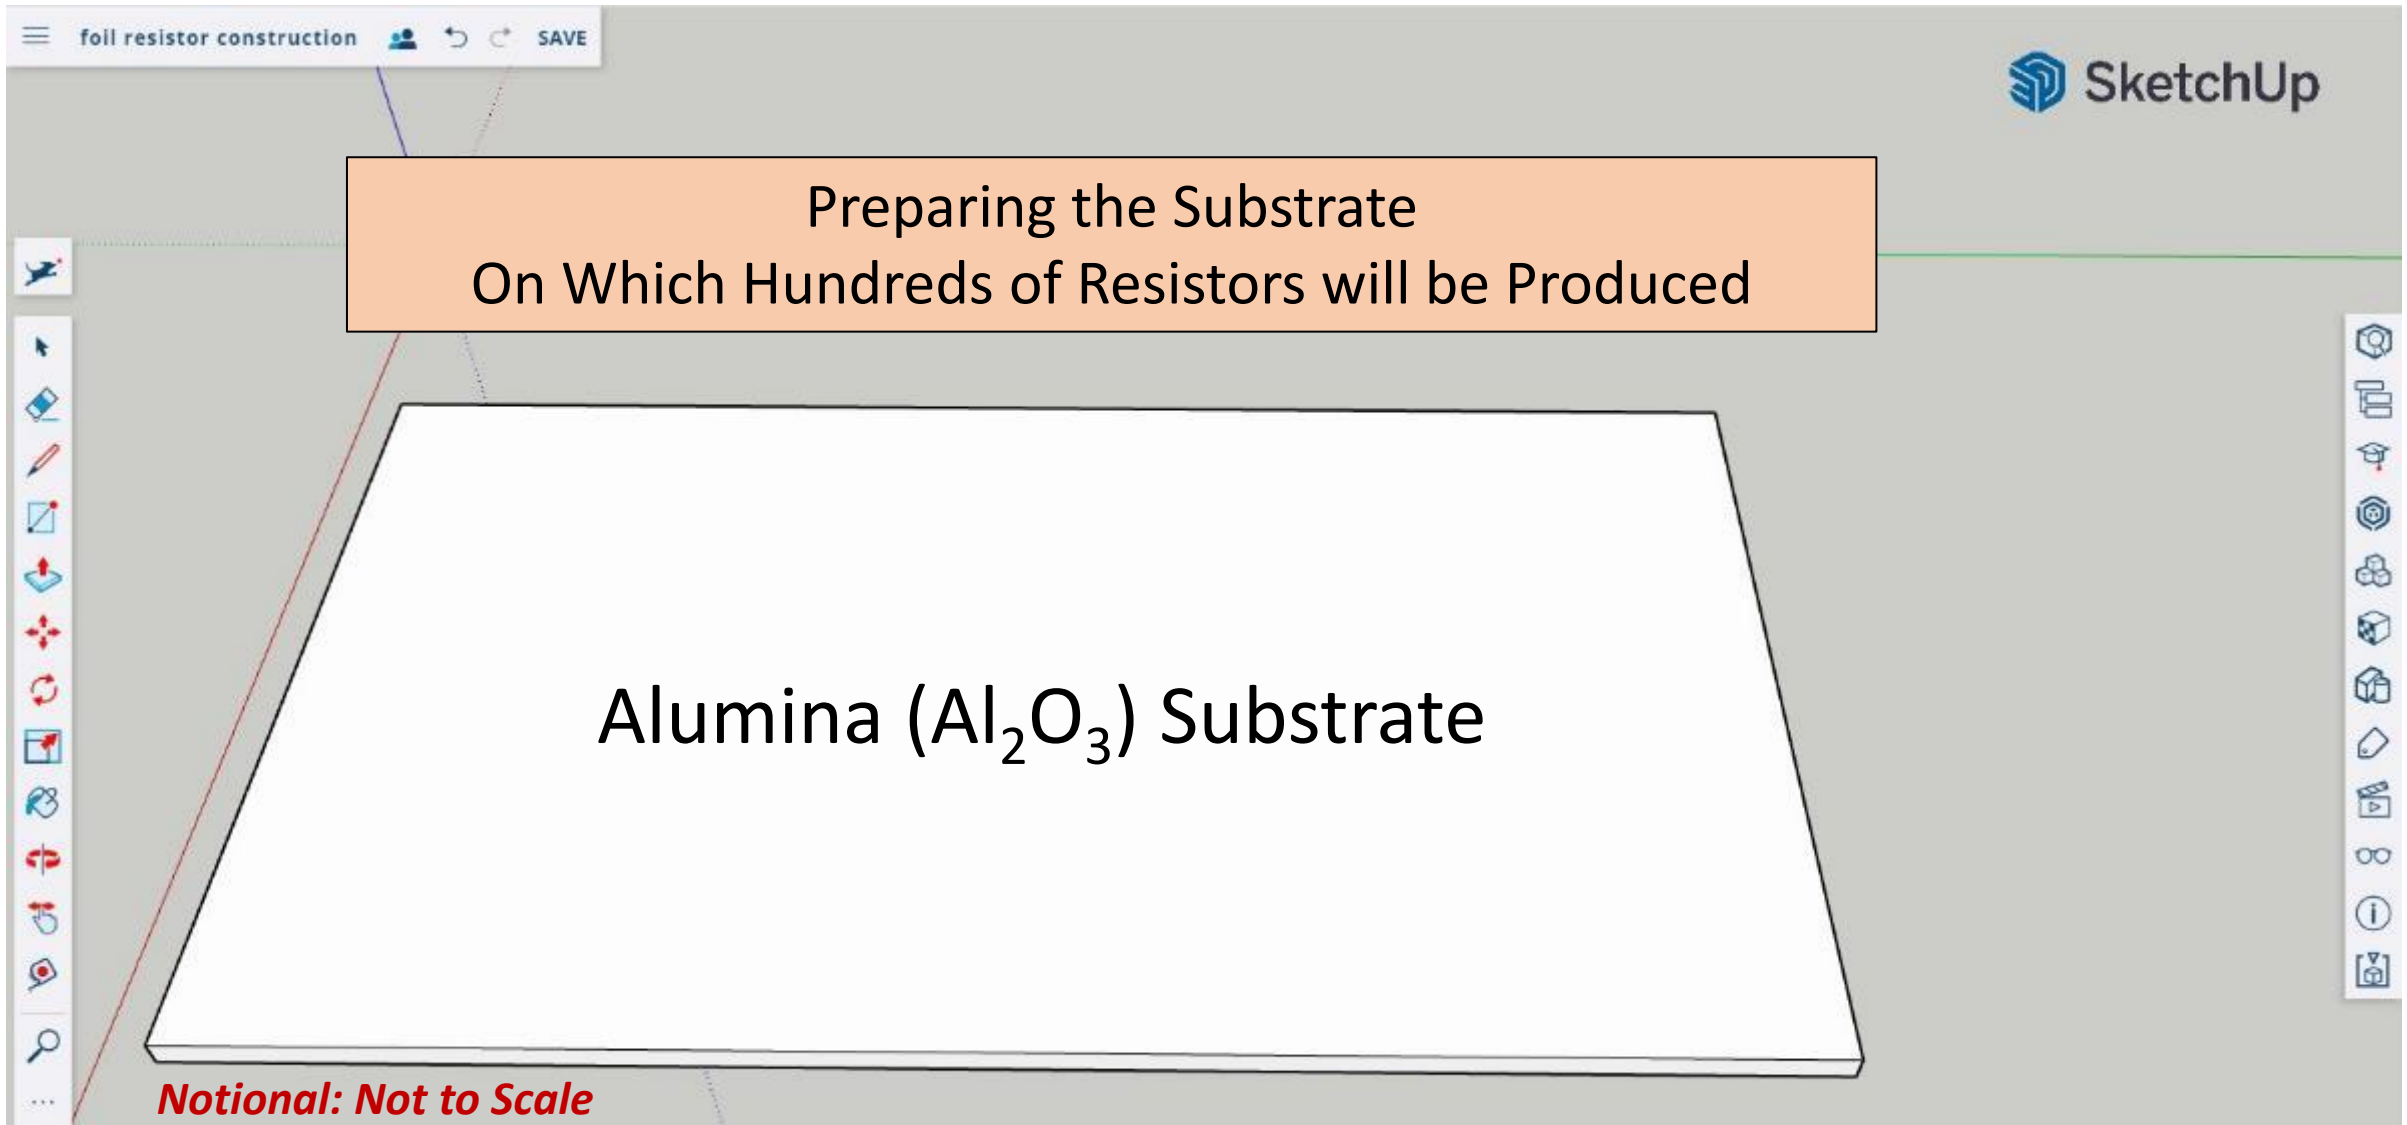 foil resistor construction SAVE
SketchUp
Preparing the Substrate
On Which Hundreds of Resistors will be Produced
Alumina (Al₂O₃) Substrate
Notional: Not to Scale